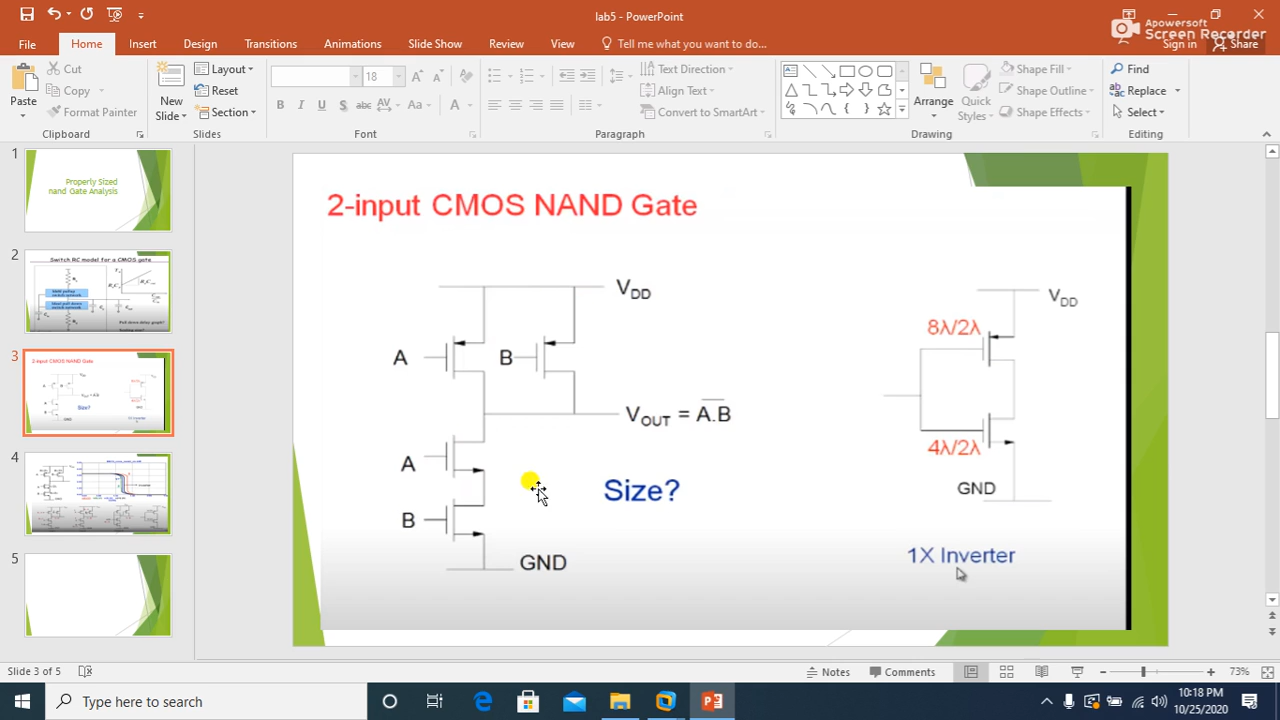 lab5 - PowerPoint
Apowersoft
Screen Recorder
File
Home
Insert
Design
Transitions
Animations
Slide Show
Review
View
Tell me what you want to do...
Sign in
Share
Paste
Cut
Copy
Format Painter
Clipboard
New
Slide
Layout
Reset
Section
Slides
18
Font
Text Direction
Align Text
Convert to SmartArt
Paragraph
Arrange
Quick
Styles
Shape Fill
Shape Outline
Shape Effects
Drawing
Find
Replace
Select
Editing
1
Properly Sized
nand Gate Analysis
2
Switch RC model for a CMOS gate
3
2-input CMOS NAND Gate
Size?
4
5
2-input CMOS NAND Gate
VDD
A
B
VOUT = A.B
A
B
GND
Size?
VDD
8λ/2λ
4λ/2λ
GND
1X Inverter
Slide 3 of 5
Notes
Comments
73%
Type here to search
10:18 PM
10/25/2020